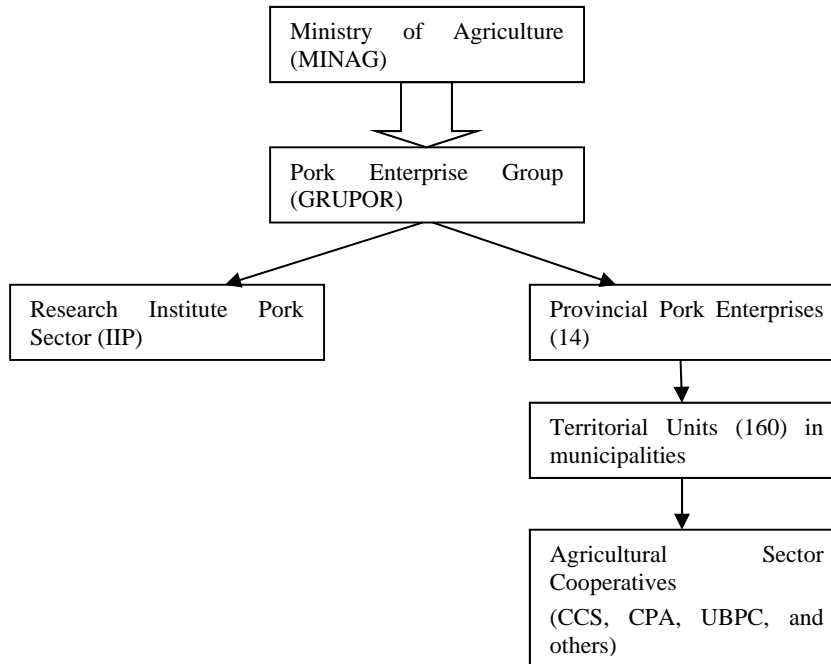 Ministry of Agriculture
(MINAG)
Pork Enterprise Group
(GRUPOR)
Research Institute Pork
Sector (IIP)
Provincial Pork Enterprises
(14)
Territorial Units (160) in
municipalities
Agricultural Sector
Cooperatives
(CCS, CPA, UBPC, and
others)